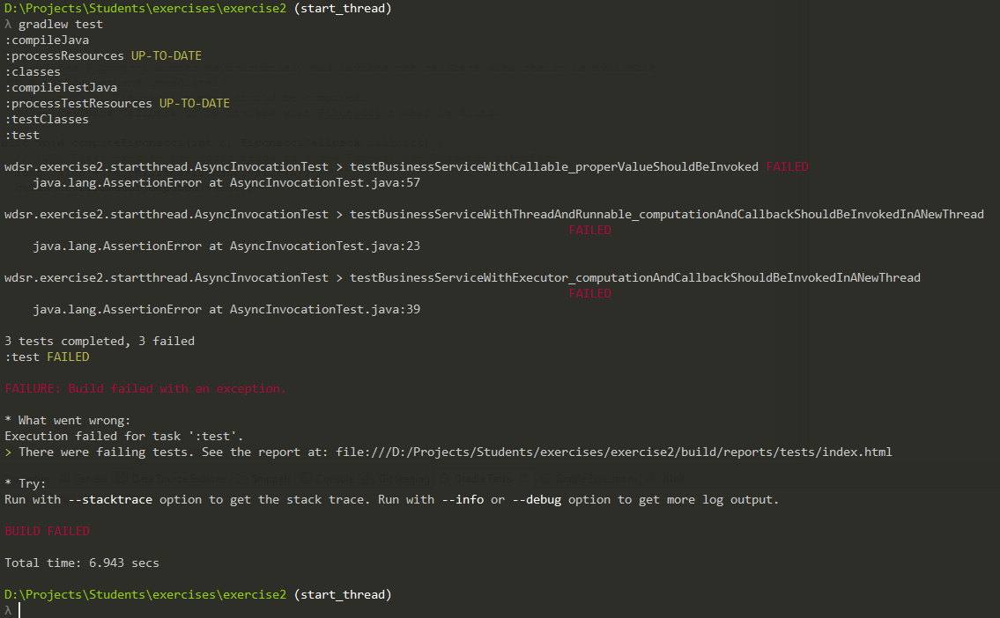 D:\Projects\Students\exercises\exercise2 (start_thread)
λ gradlew test
:compileJava
:processResources UP-TO-DATE
:classes
:compileTestJava
:processTestResources UP-TO-DATE
:testClasses
:test
wdsr.exercise2.startthread.AsyncInvocationTest > testBusinessServiceWithCallable_properValueShouldBeInvoked FAILED
java.lang.AssertionError at AsyncInvocationTest.java:57
wdsr.exercise2.startthread.AsyncInvocationTest > testBusinessServiceWithThreadAndRunnable_computationAndCallbackShouldBeInvokedInANewThread
FAILED
java.lang.AssertionError at AsyncInvocationTest.java:23
wdsr.exercise2.startthread.AsyncInvocationTest > testBusinessServiceWithExecutor_computationAndCallbackShouldBeInvokedInANewThread
FAILED
java.lang.AssertionError at AsyncInvocationTest.java:39
3 tests completed, 3 failed
:test FAILED
FAILURE: Build failed with an exception.
* What went wrong:
Execution failed for task ':test'.
> There were failing tests. See the report at: file:///D:/Projects/Students/exercises/exercise2/build/reports/tests/index.html
* Try:
Run with --stacktrace option to get the stack trace. Run with --info or --debug option to get more log output.
BUILD FAILED
Total time: 6.943 secs
D:\Projects\Students\exercises\exercise2 (start_thread)
λ